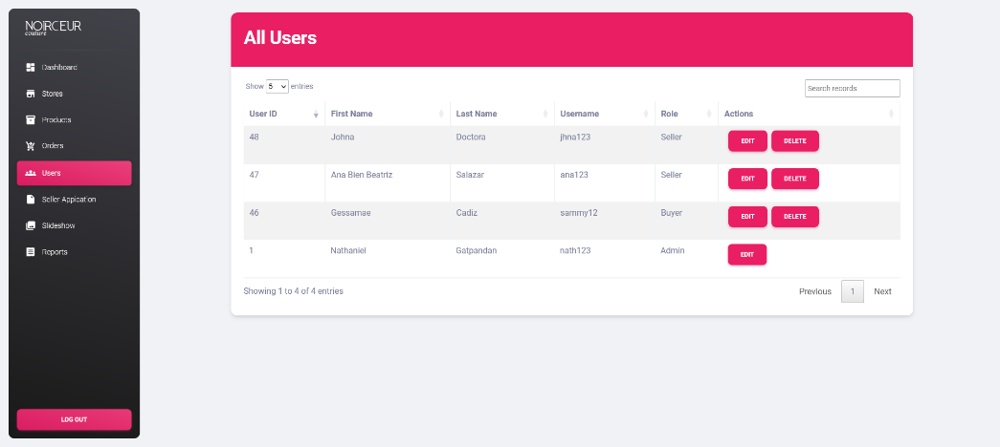 NOIRCEUR
couture
Dashboard
Stores
Products
Orders
Users
Seller Appication
Slideshow
Reports
LOG OUT
All Users
Show 5 entries
Search records
User ID First Name Last Name Username Role Actions
48 Johna Doctora jhna123 Seller EDIT DELETE
47 Ana Bien Beatriz Salazar ana123 Seller EDIT DELETE
46 Gessamae Cadiz sammy12 Buyer EDIT DELETE
1 Nathaniel Gatpandan nath123 Admin EDIT
Showing 1 to 4 of 4 entries Previous 1 Next